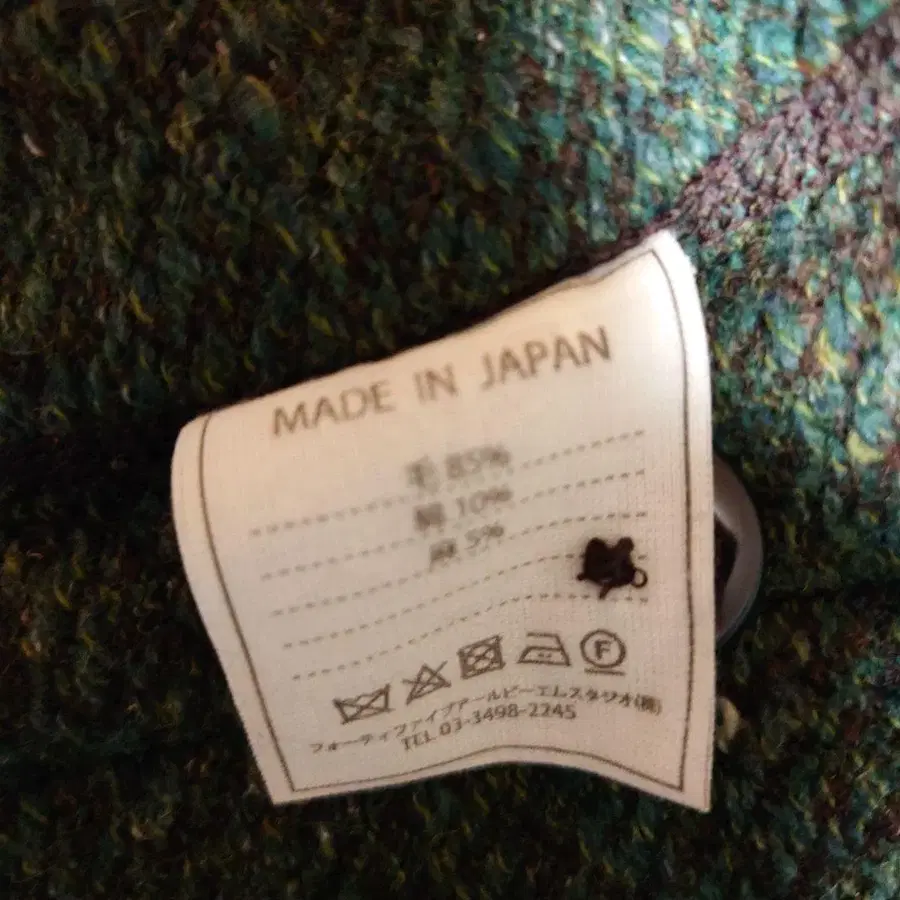 MADE IN JAPAN
毛 85%
絹 10%
麻 5%
F
フォーティファイブアールピーエムスタジオ(株)
TEL 03-3498-2245